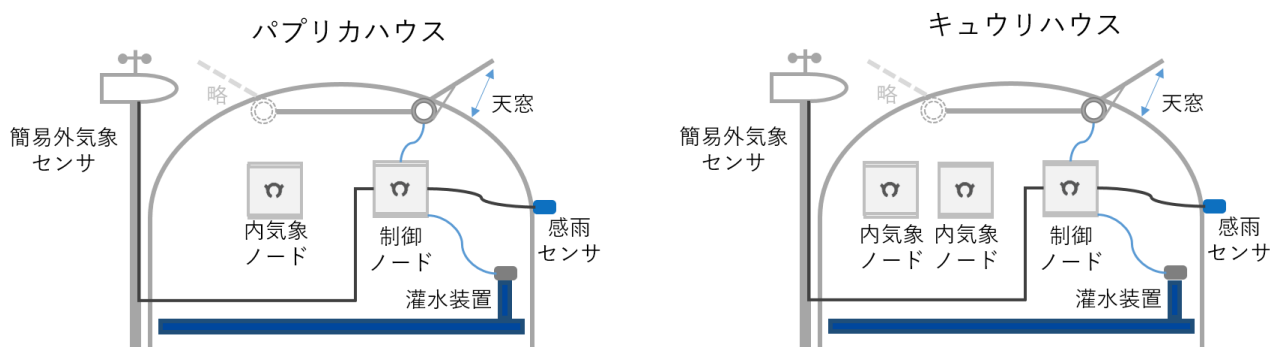 パプリカハウス
略
天窓
簡易外気象
センサ
内気象
ノード
制御
ノード
感雨
センサ
灌水装置
キュウリハウス
略
天窓
簡易外気象
センサ
内気象
ノード
内気象
ノード
制御
ノード
感雨
センサ
灌水装置